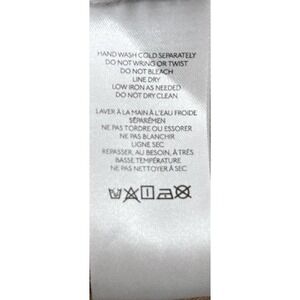 HAND WASH COLD SEPARATELY
DO NOT WRING OR TWIST
DO NOT BLEACH
LINE DRY
LOW IRON AS NEEDED
DO NOT DRY CLEAN
LAVER À LA MAIN À L'EAU FROIDE
SÉPARÉMEN
NE PAS TORDRE OU ESSORER
NE PAS BLANCHIR
LIGNE SEC
REPASSER, AU BESOIN, À TRÈS
BASSE TEMPÉRATURE
NE PAS NETTOYER À SEC